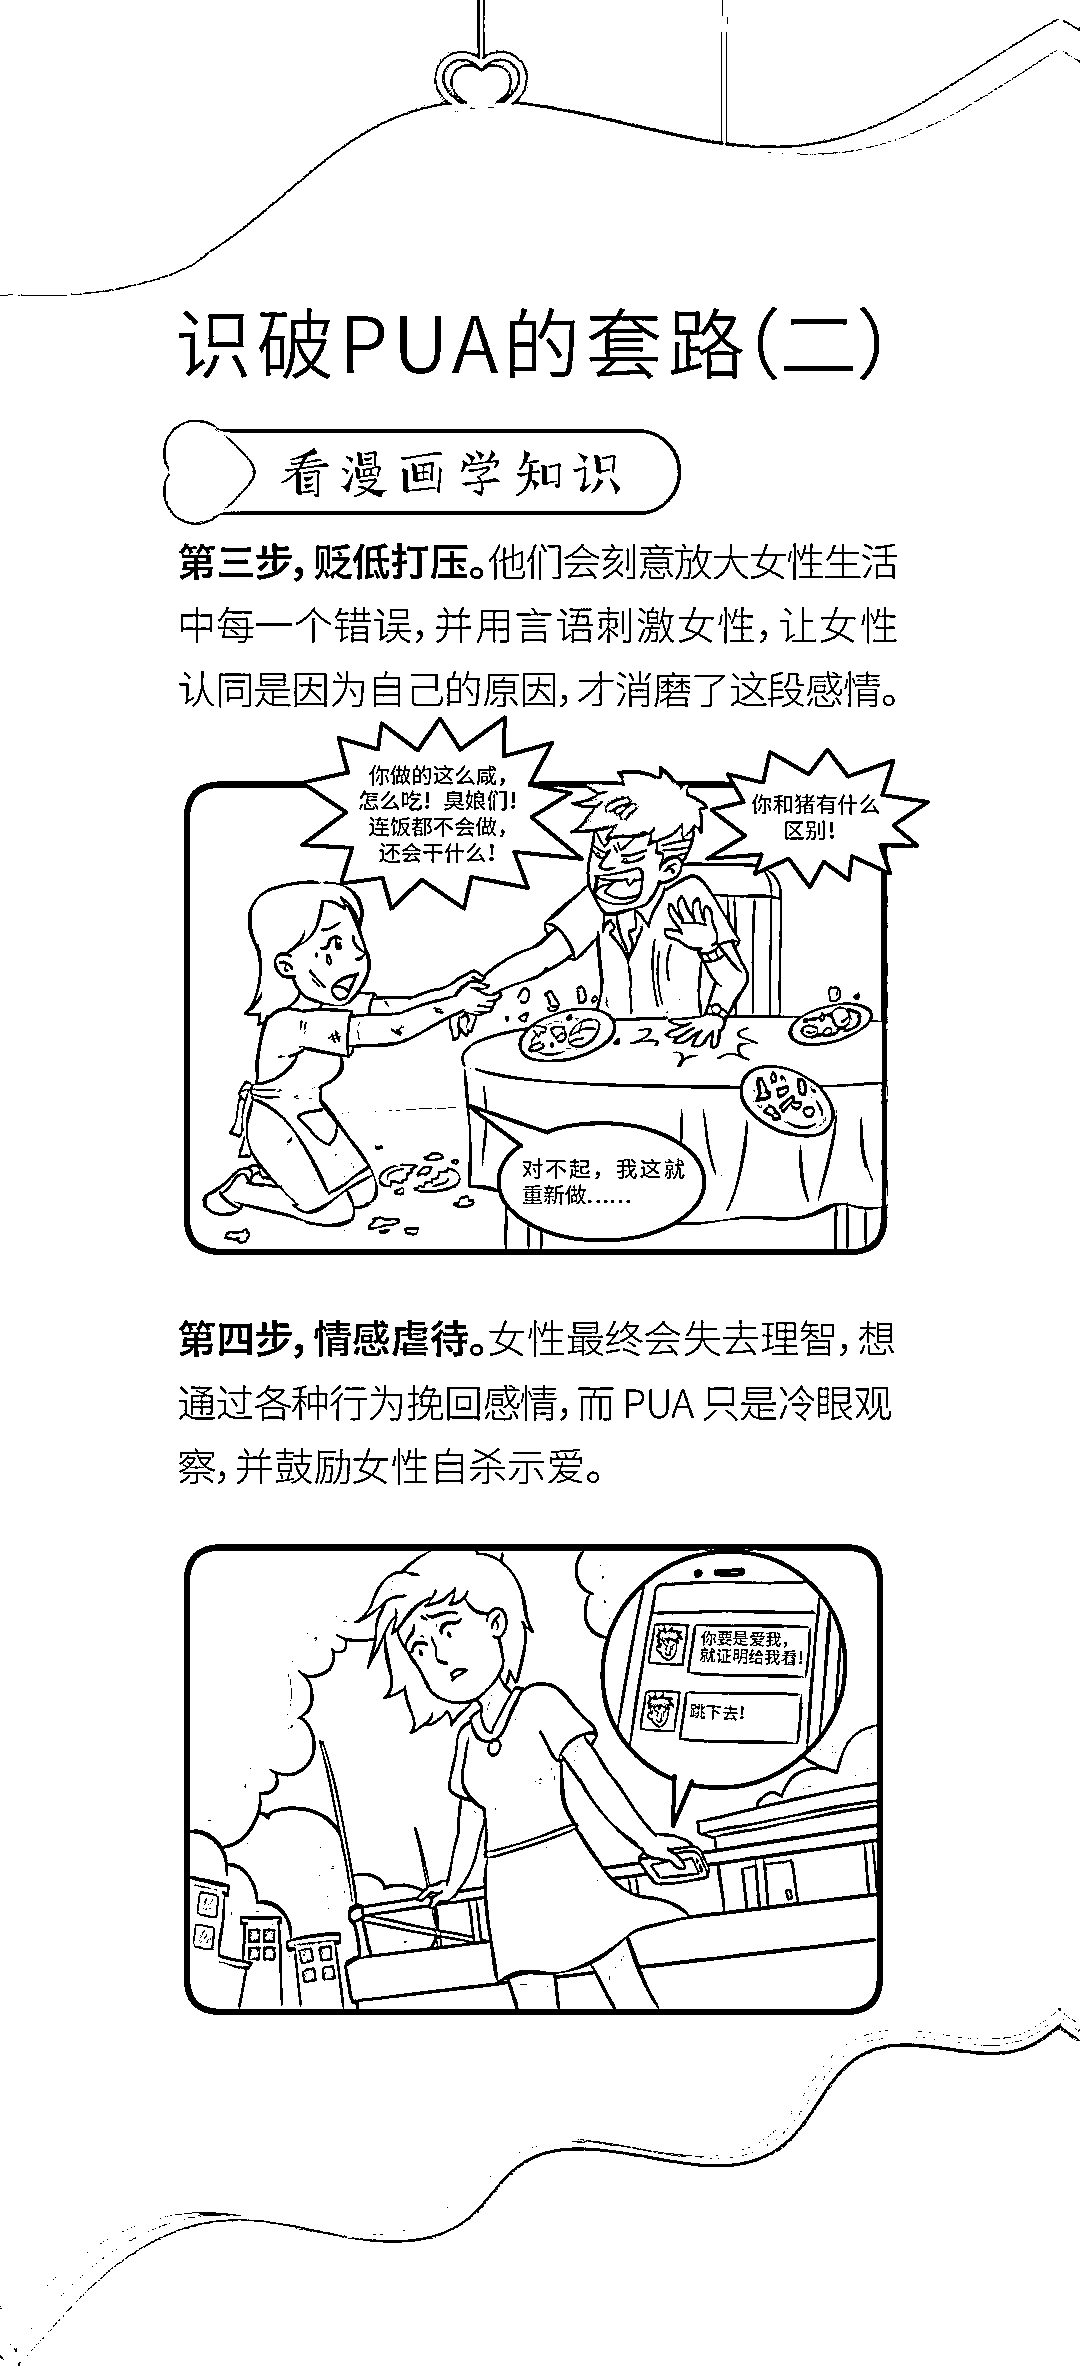 识破PUA的套路(二)
看漫画学知识
第三步，贬低打压。他们会刻意放大女性生活
中每一个错误，并用言语刺激女性，让女性
认同是因为自己的原因，才消磨了这段感情。
你做的这么咸，
怎么吃！臭娘们！
连饭都不会做，
还会干什么！
你和猪有什么
区别！
对不起，我这就
重新做……
第四步，情感虐待。女性最终会失去理智，想
通过各种行为挽回感情，而 PUA 只是冷眼观
察，并鼓励女性自杀示爱。
你要是爱我，
就证明给我看！
跳下去！